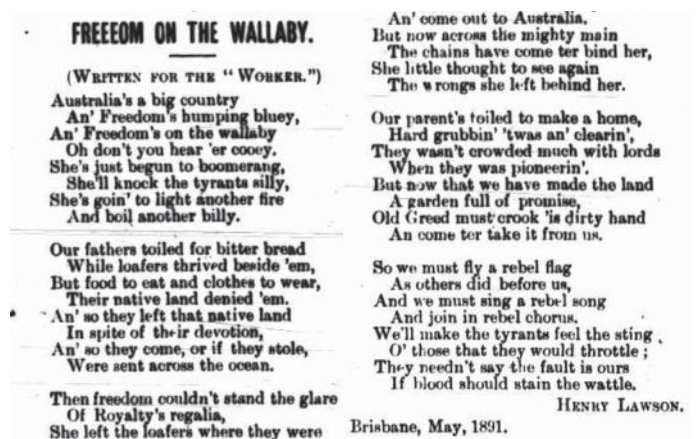 FREEEOM ON THE WALLABY.
(WRITTEN FOR THE "WORKER.")
Australia's a big country
An' Freedom's humping bluey,
An' Freedom's on the wallaby
Oh don't you hear 'er cooey.
She's just begun to boomerang,
She'll knock the tyrants silly,
She's goin' to light another fire
And boil another billy.
Our fathers toiled for bitter bread
While loafers thrived beside 'em,
But food to eat and clothes to wear,
Their native land denied 'em.
An' so they left that native land
In spite of their devotion,
An' so they come, or if they stole,
Were sent across the ocean.
Then freedom couldn't stand the glare
Of Royalty's regalia,
She left the loafers where they were
An' come out to Australia.
But now across the mighty main
The chains have come ter bind her,
She little thought to see again
The wrongs she left behind her.
Our parent's toiled to make a home,
Hard grubbin' 'twas an' clearin',
They wasn't crowded much with lords
When they was pioneerin'.
But now that we have made the land
A garden full of promise,
Old Greed must crook 'is dirty hand
An come ter take it from us.
So we must fly a rebel flag
As others did before us,
And we must sing a rebel song
And join in rebel chorus.
We'll make the tyrants feel the sting
O' those that they would throttle;
They needn't say the fault is ours
If blood should stain the wattle.
HENRY LAWSON.
Brisbane, May, 1891.